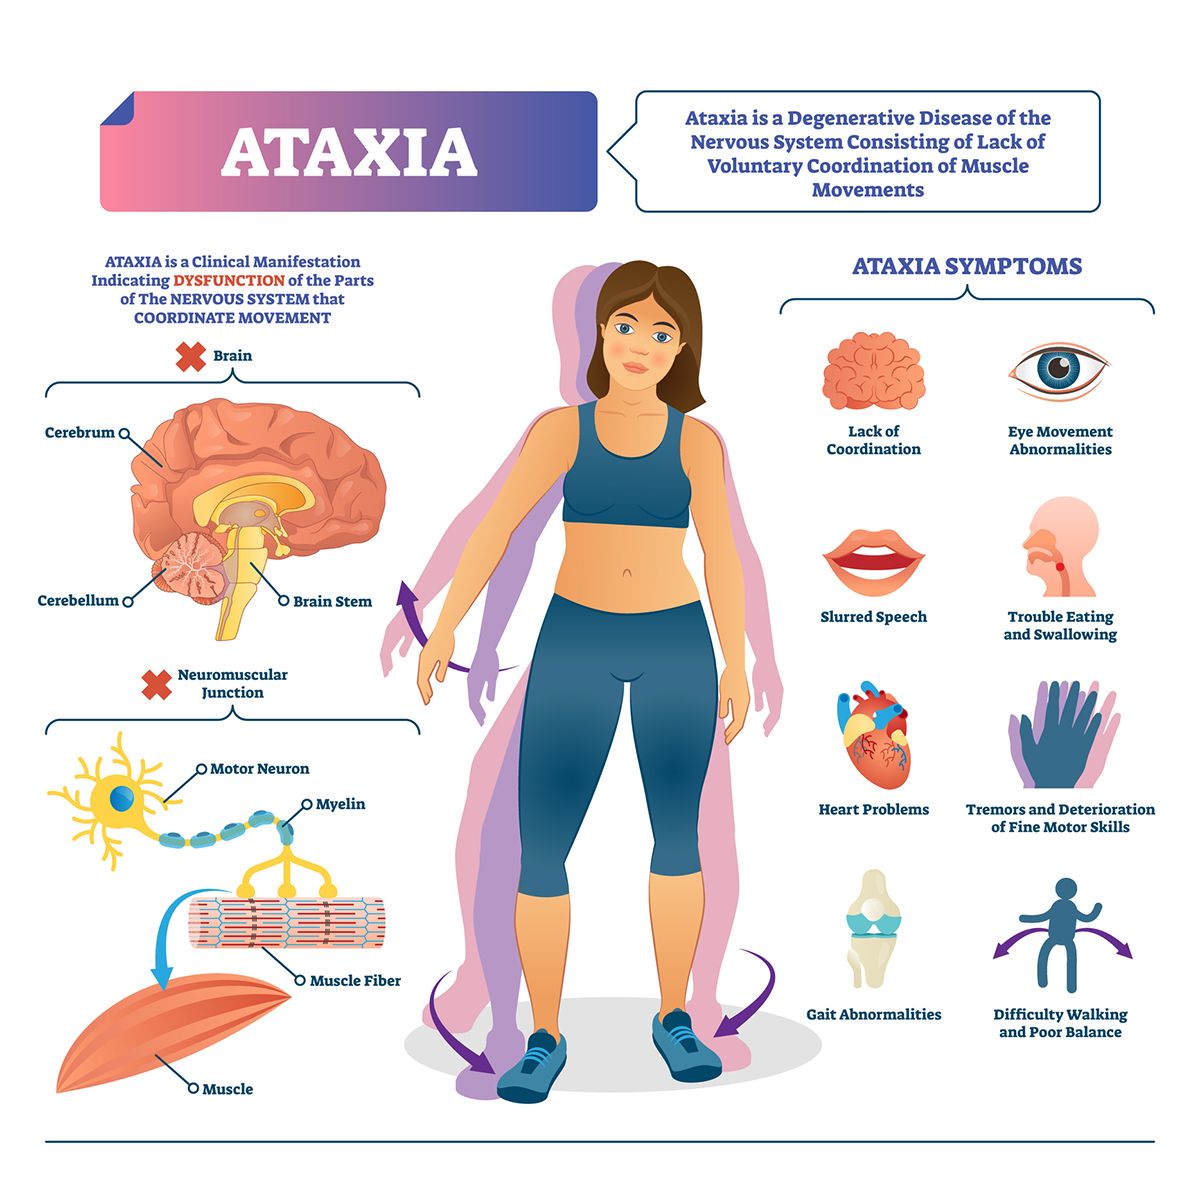 ATAXIA
Ataxia is a Degenerative Disease of the
Nervous System Consisting of Lack of
Voluntary Coordination of Muscle
Movements
ATAXIA is a Clinical Manifestation
Indicating DYSFUNCTION of the Parts
of The NERVOUS SYSTEM that
COORDINATE MOVEMENT
Brain
Cerebrum
Cerebellum
Brain Stem
Neuromuscular
Junction
Motor Neuron
Myelin
Muscle Fiber
Muscle
ATAXIA SYMPTOMS
Lack of
Coordination
Eye Movement
Abnormalities
Slurred Speech
Trouble Eating
and Swallowing
Heart Problems
Tremors and Deterioration
of Fine Motor Skills
Gait Abnormalities
Difficulty Walking
and Poor Balance